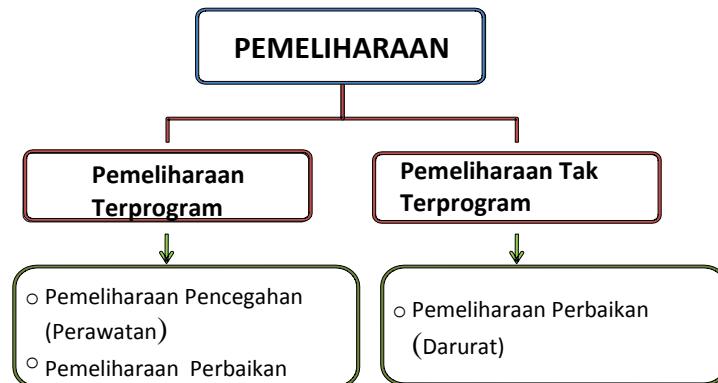 PEMELIHARAAN
Pemeliharaan
Terprogram
Pemeliharaan Tak
Terprogram
○ Pemeliharaan Pencegahan
(Perawatan)
○ Pemeliharaan Perbaikan
○ Pemeliharaan Perbaikan
(Darurat)